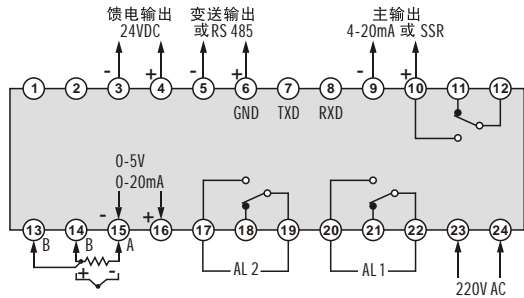 馈电输出 变送输出 主输出
24VDC 或RS 485 4-20mA 或 SSR
- + - + - +
1 2 3 4 5 6 7 8 9 10 11 12
GND TXD RXD
0-5V
0-20mA
- +
13 14 15 16 17 18 19 20 21 22 23 24
B B A
+ -
AL 2 AL 1
220V AC